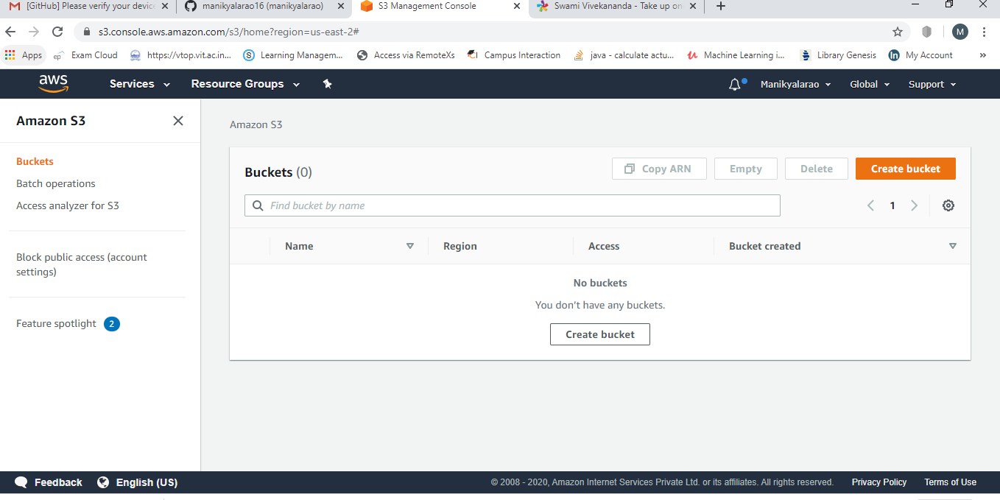 [GitHub] Please verify your device
manikyalarao16 (manikyalarao)
S3 Management Console
Swami Vivekananda - Take up on
M
s3.console.aws.amazon.com/s3/home?region=us-east-2#
Apps
ep
Exam Cloud
https://vtop.vit.ac.in...
S
Learning Managem...
Access via RemoteXs
Campus Interaction
java - calculate actu...
Machine Learning i...
Library Genesis
in
My Account
»
aws
Services
Resource Groups
Manikyalarao
Global
Support
Amazon S3
Buckets
Batch operations
Access analyzer for S3
Block public access (account
settings)
Feature spotlight 2
Amazon S3
Buckets (0)
Copy ARN
Empty
Delete
Create bucket
Find bucket by name
1
Name
Region
Access
Bucket created
No buckets
You don’t have any buckets.
Create bucket
Feedback
English (US)
© 2008 - 2020, Amazon Internet Services Private Ltd. or its affiliates. All rights reserved.
Privacy Policy
Terms of Use